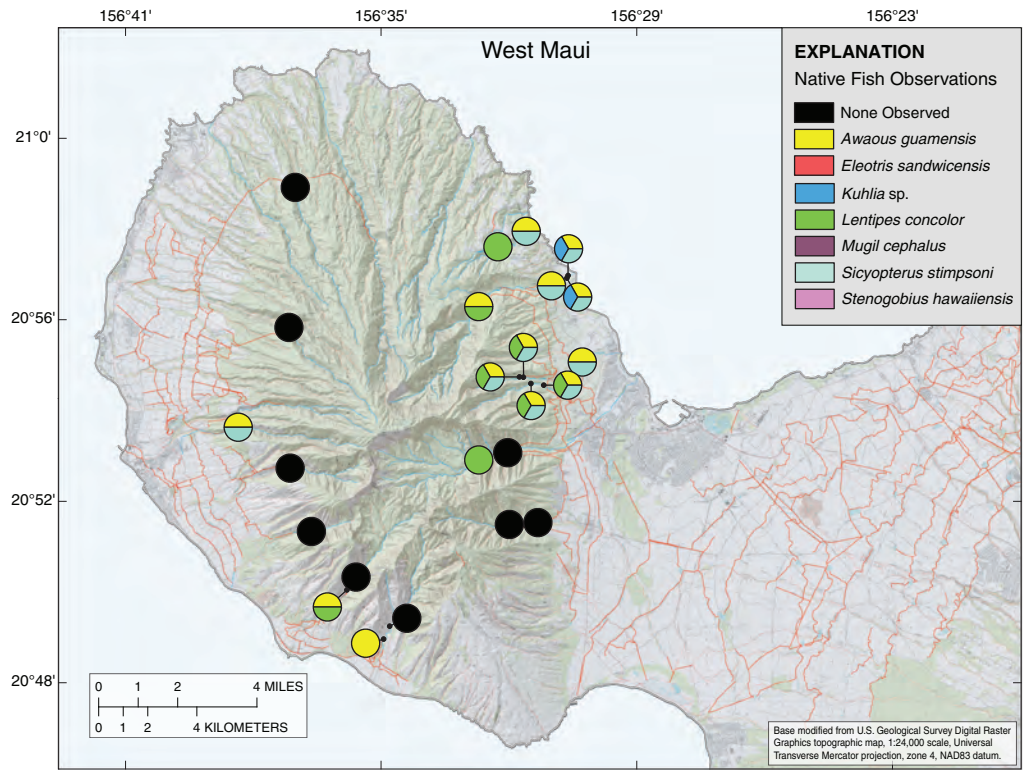 156°41'
156°35'
156°29'
156°23'
West Maui
21°0'
20°56'
20°52'
20°48'
EXPLANATION
Native Fish Observations
None Observed
Awaous guamensis
Eleotris sandwicensis
Kuhlia sp.
Lentipes concolor
Mugil cephalus
Sicyopterus stimpsoni
Stenogobius hawaiiensis
0 1 2 4 MILES
0 1 2 4 KILOMETERS
Base modified from U.S. Geological Survey Digital Raster
Graphics topographic map, 1:24,000 scale, Universal
Transverse Mercator projection, zone 4, NAD83 datum.